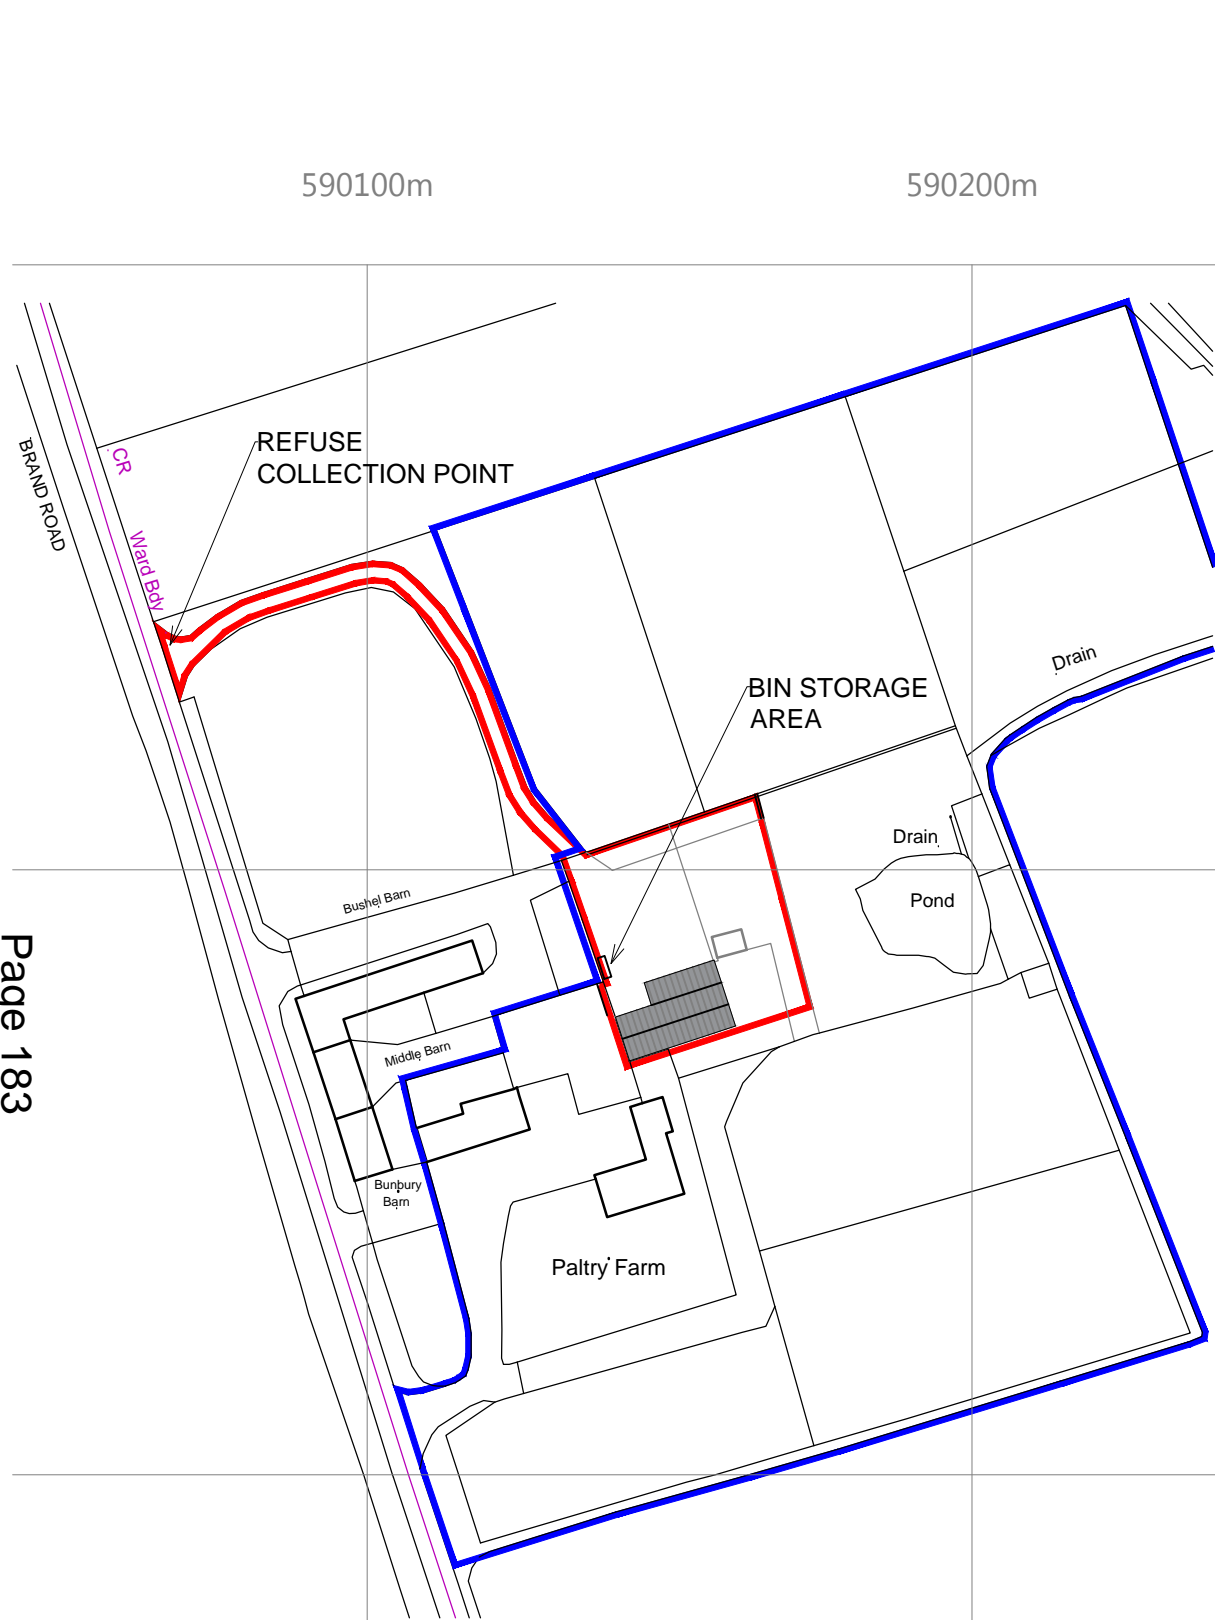 590100m
590200m
REFUSE
COLLECTION POINT
BRAND ROAD
CR
Ward Bdy
Drain
BIN STORAGE
AREA
Drain
Pond
Bushel Barn
Page 183
Middle Barn
Bunbury
Barn
Paltry Farm